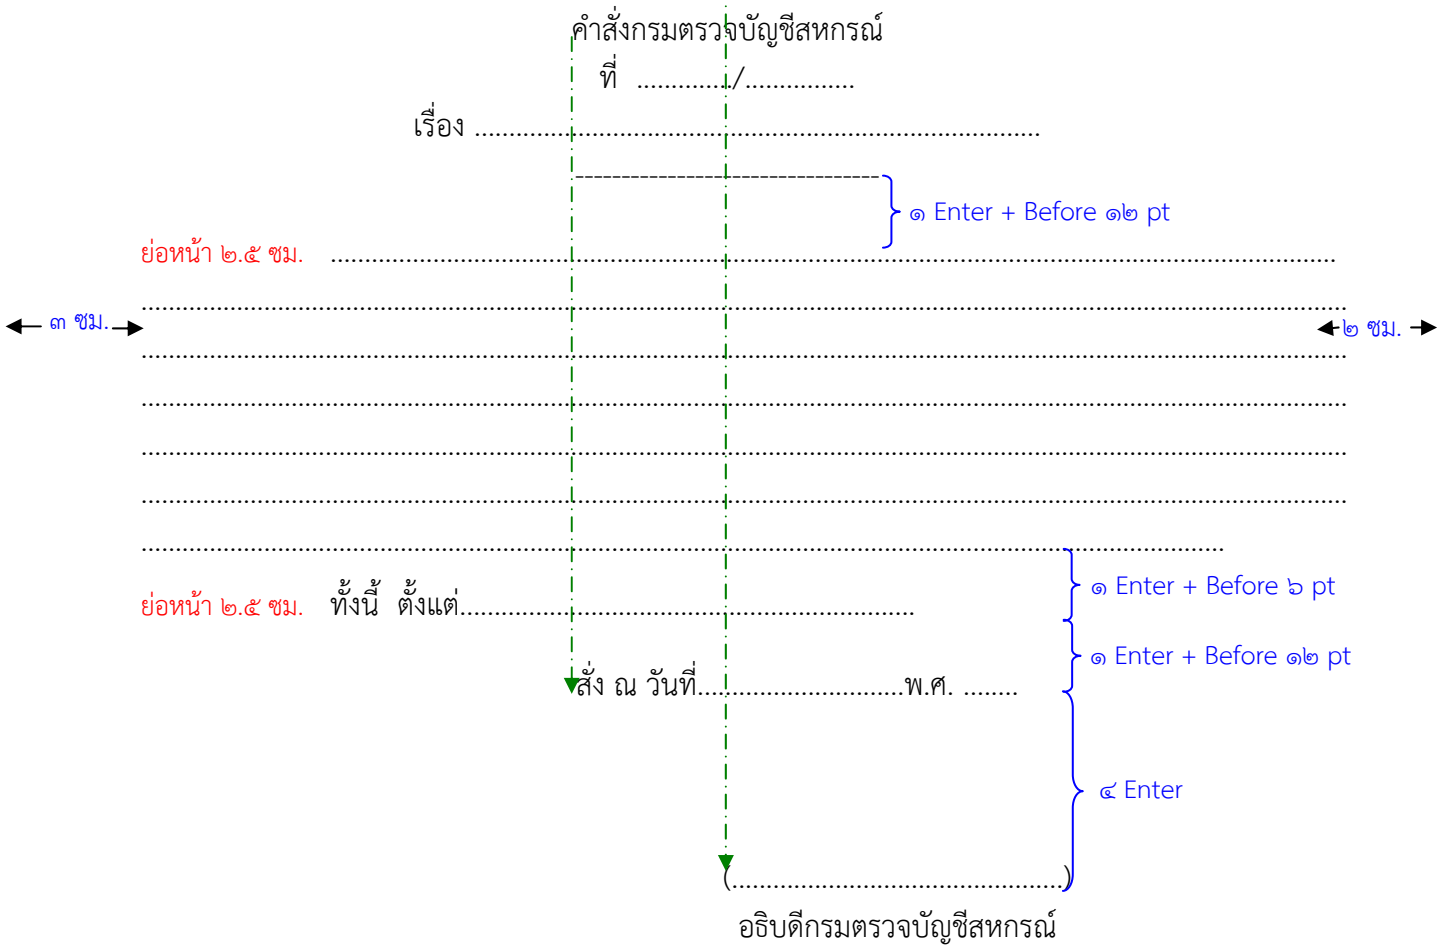 คำสั่งกรมตรวจบัญชีสหกรณ์
ที่ ............../................
เรื่อง ...................................................................................
---------------------------------
๑ Enter + Before ๑๒ pt
ย่อหน้า ๒.๕ ซม. ....................................................................................................................................................
.................................................................................................................................................................................
๓ ซม. ๒ ซม.
.................................................................................................................................................................................
.................................................................................................................................................................................
.................................................................................................................................................................................
.................................................................................................................................................................................
...............................................................................................................................................................
๑ Enter + Before ๖ pt
ย่อหน้า ๒.๕ ซม. ทั้งนี้ ตั้งแต่...................................................................
๑ Enter + Before ๑๒ pt
สั่ง ณ วันที่..............................พ.ศ. ........
๔ Enter
(................................................)
อธิบดีกรมตรวจบัญชีสหกรณ์